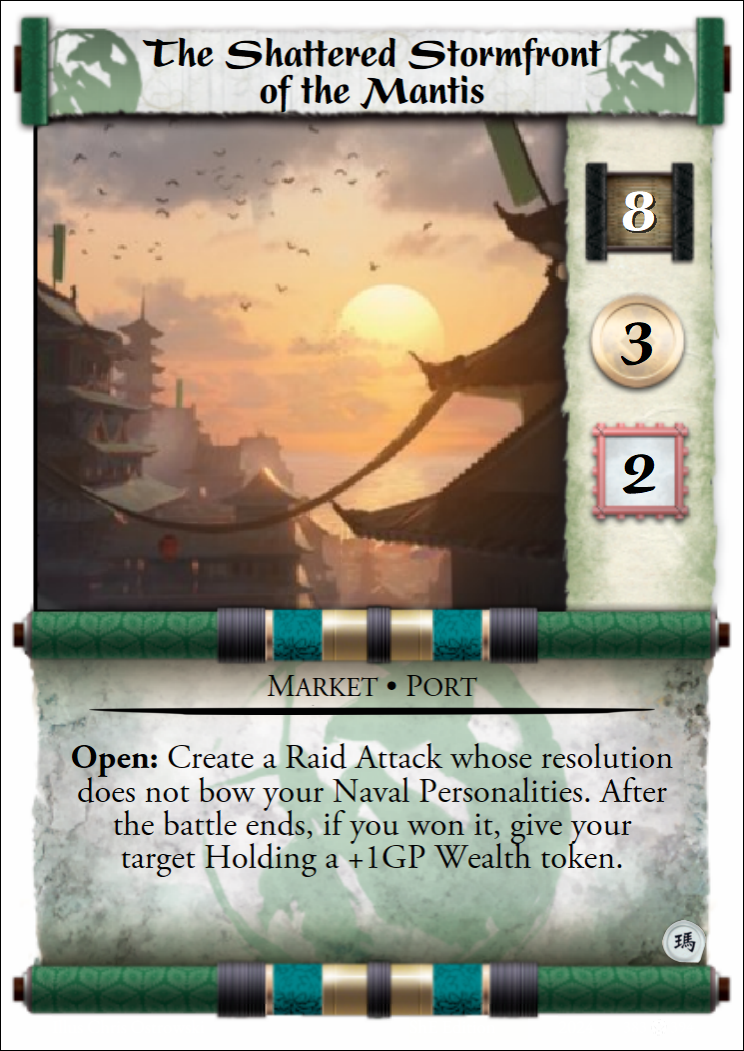 The Shattered Stormfront
of the Mantis
8
3
2
Market • Port
Open: Create a Raid Attack whose resolution
does not bow your Naval Personalities. After
the battle ends, if you won it, give your
target Holding a +1GP Wealth token.
瑪